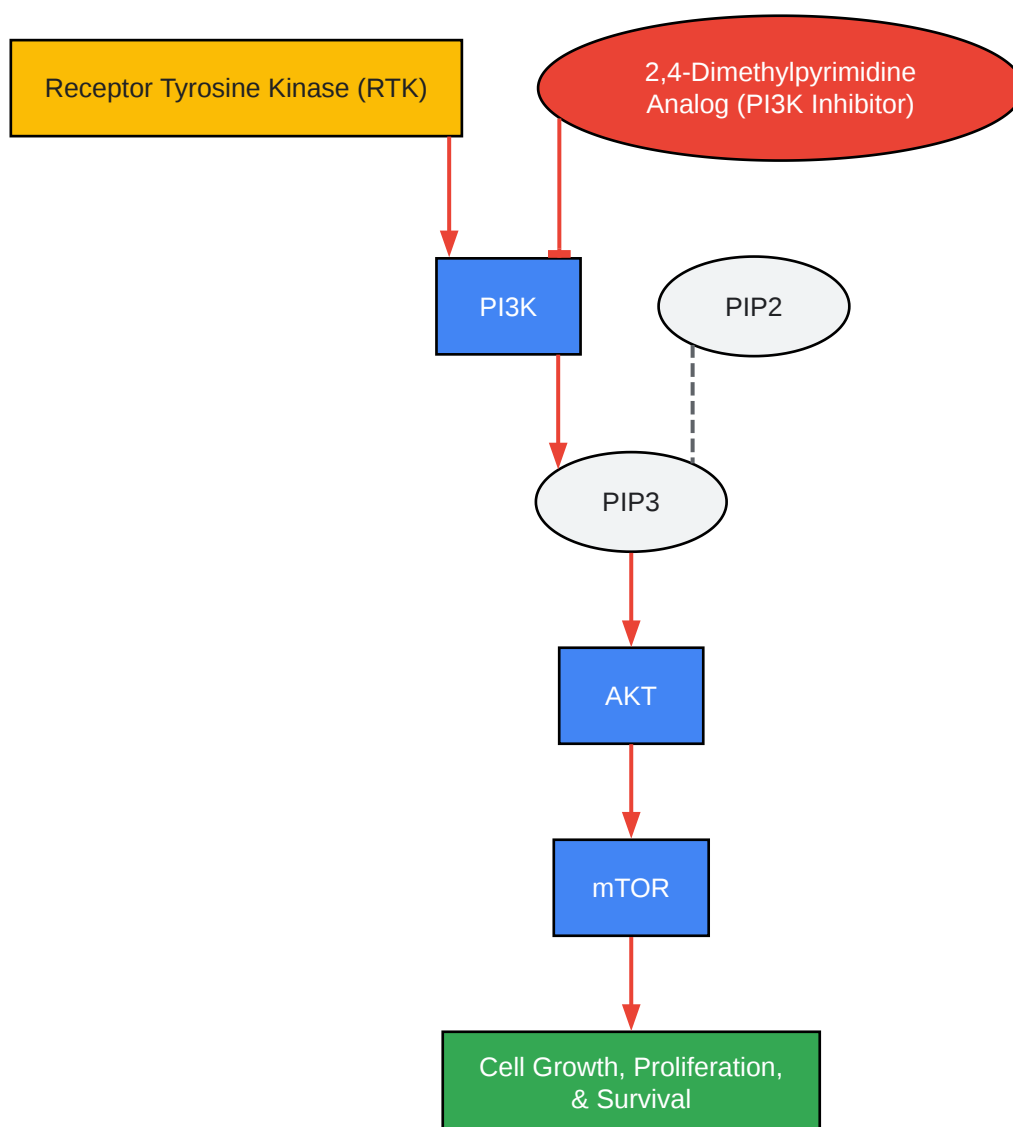 Receptor Tyrosine Kinase (RTK)
2,4-Dimethylpyrimidine
Analog (PI3K Inhibitor)
PI3K
PIP2
PIP3
AKT
mTOR
Cell Growth, Proliferation,
& Survival